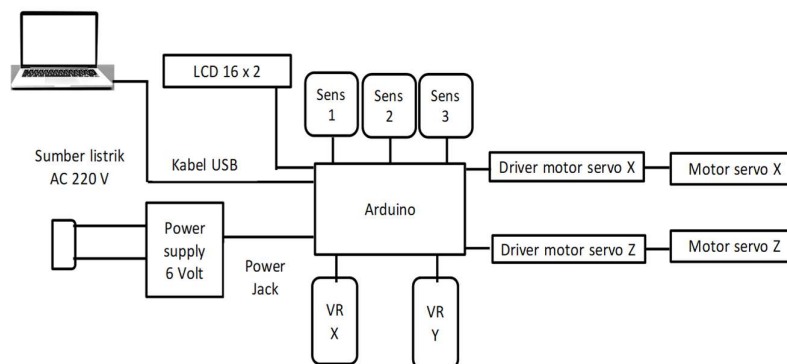 LCD 16 x 2
Sens
1
Sens
2
Sens
3
Sumber listrik
AC 220 V
Kabel USB
Driver motor servo X
Motor servo X
Arduino
Power
supply
6 Volt
Power
Jack
Driver motor servo Z
Motor servo Z
VR
X
VR
Y